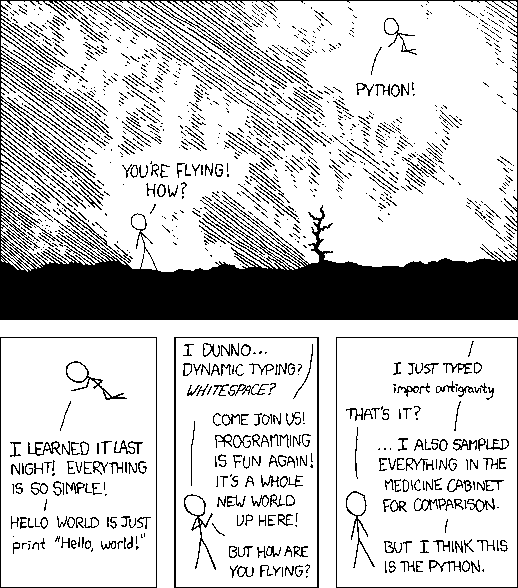 YOU'RE FLYING!
HOW?
PYTHON!
I LEARNED IT LAST
NIGHT! EVERYTHING
IS SO SIMPLE!
HELLO WORLD IS JUST
print "Hello, world!"
I DUNNO...
DYNAMIC TYPING?
WHITESPACE?
COME JOIN US!
PROGRAMMING
IS FUN AGAIN!
IT'S A WHOLE
NEW WORLD
UP HERE!
BUT HOW ARE
YOU FLYING?
I JUST TYPED
import antigravity
THAT'S IT?
... I ALSO SAMPLED
EVERYTHING IN THE
MEDICINE CABINET
FOR COMPARISON.
BUT I THINK THIS
IS THE PYTHON.